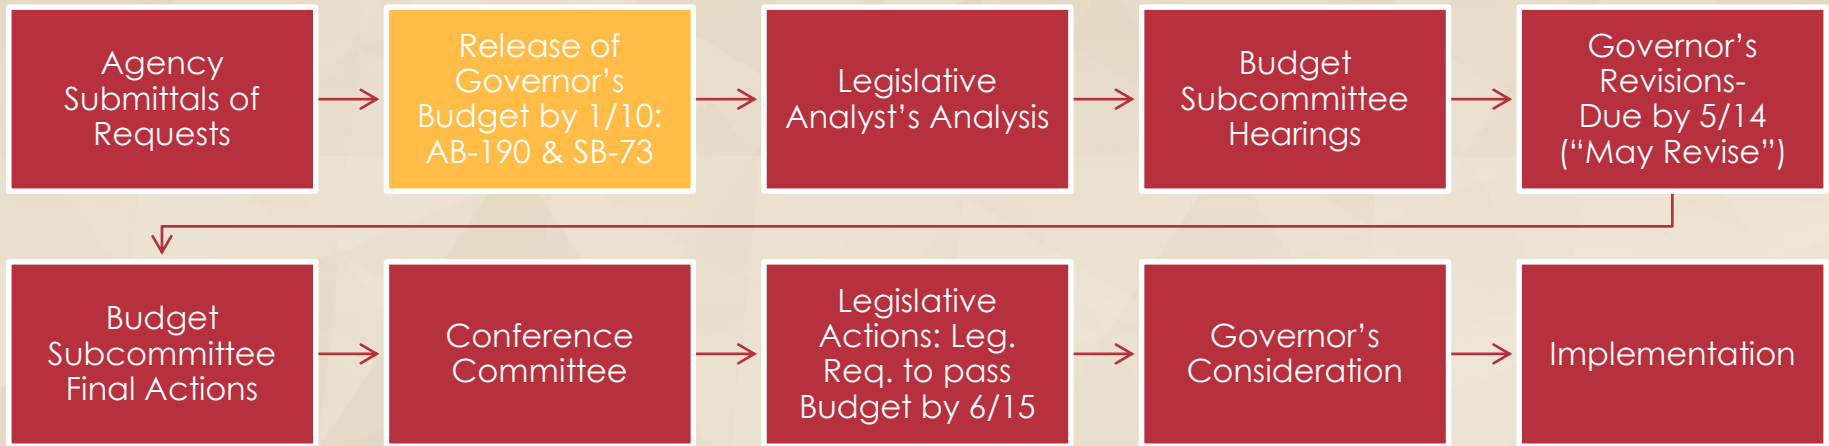 Agency
Submittals of
Requests
Release of
Governor’s
Budget by 1/10:
AB-190 & SB-73
Legislative
Analyst’s Analysis
Budget
Subcommittee
Hearings
Governor’s
Revisions-
Due by 5/14
(“May Revise”)
Budget
Subcommittee
Final Actions
Conference
Committee
Legislative
Actions: Leg.
Req. to pass
Budget by 6/15
Governor’s
Consideration
Implementation